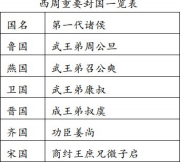 西周重要封国一览表
国名 第一代诸侯
鲁国 武王弟周公旦
燕国 武王弟召公奭
卫国 武王弟康叔
晋国 成王弟叔虞
齐国 功臣姜尚
宋国 商纣王庶兄微子启